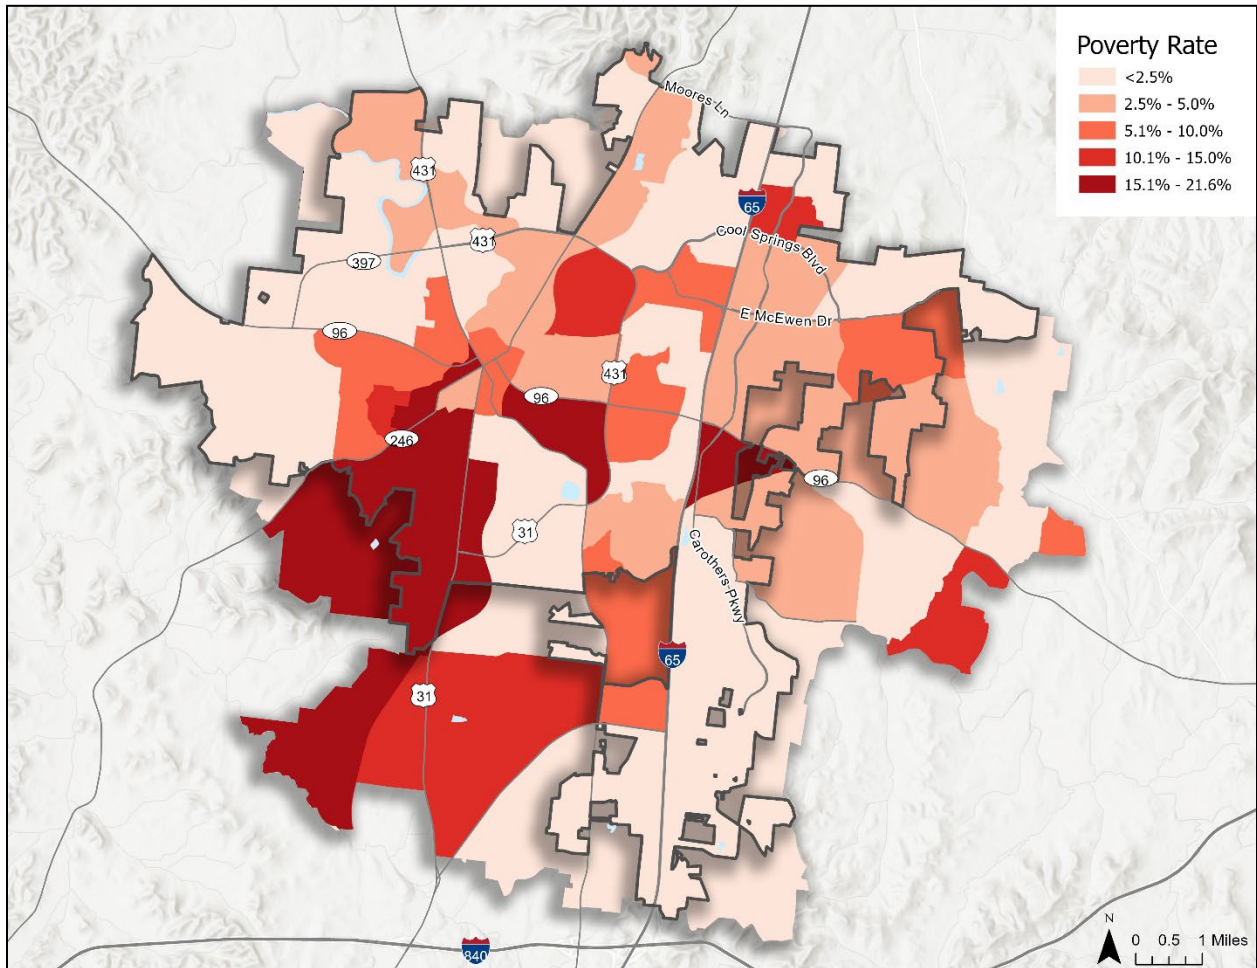 Poverty Rate
<2.5%
2.5% - 5.0%
5.1% - 10.0%
10.1% - 15.0%
15.1% - 21.6%
Moores Ln
431
65
Cool Springs Blvd
431
397
E McEwen Dr
96
431
96
246
96
31
Carothers Pkwy
65
31
840
N
0 0.5 1 Miles